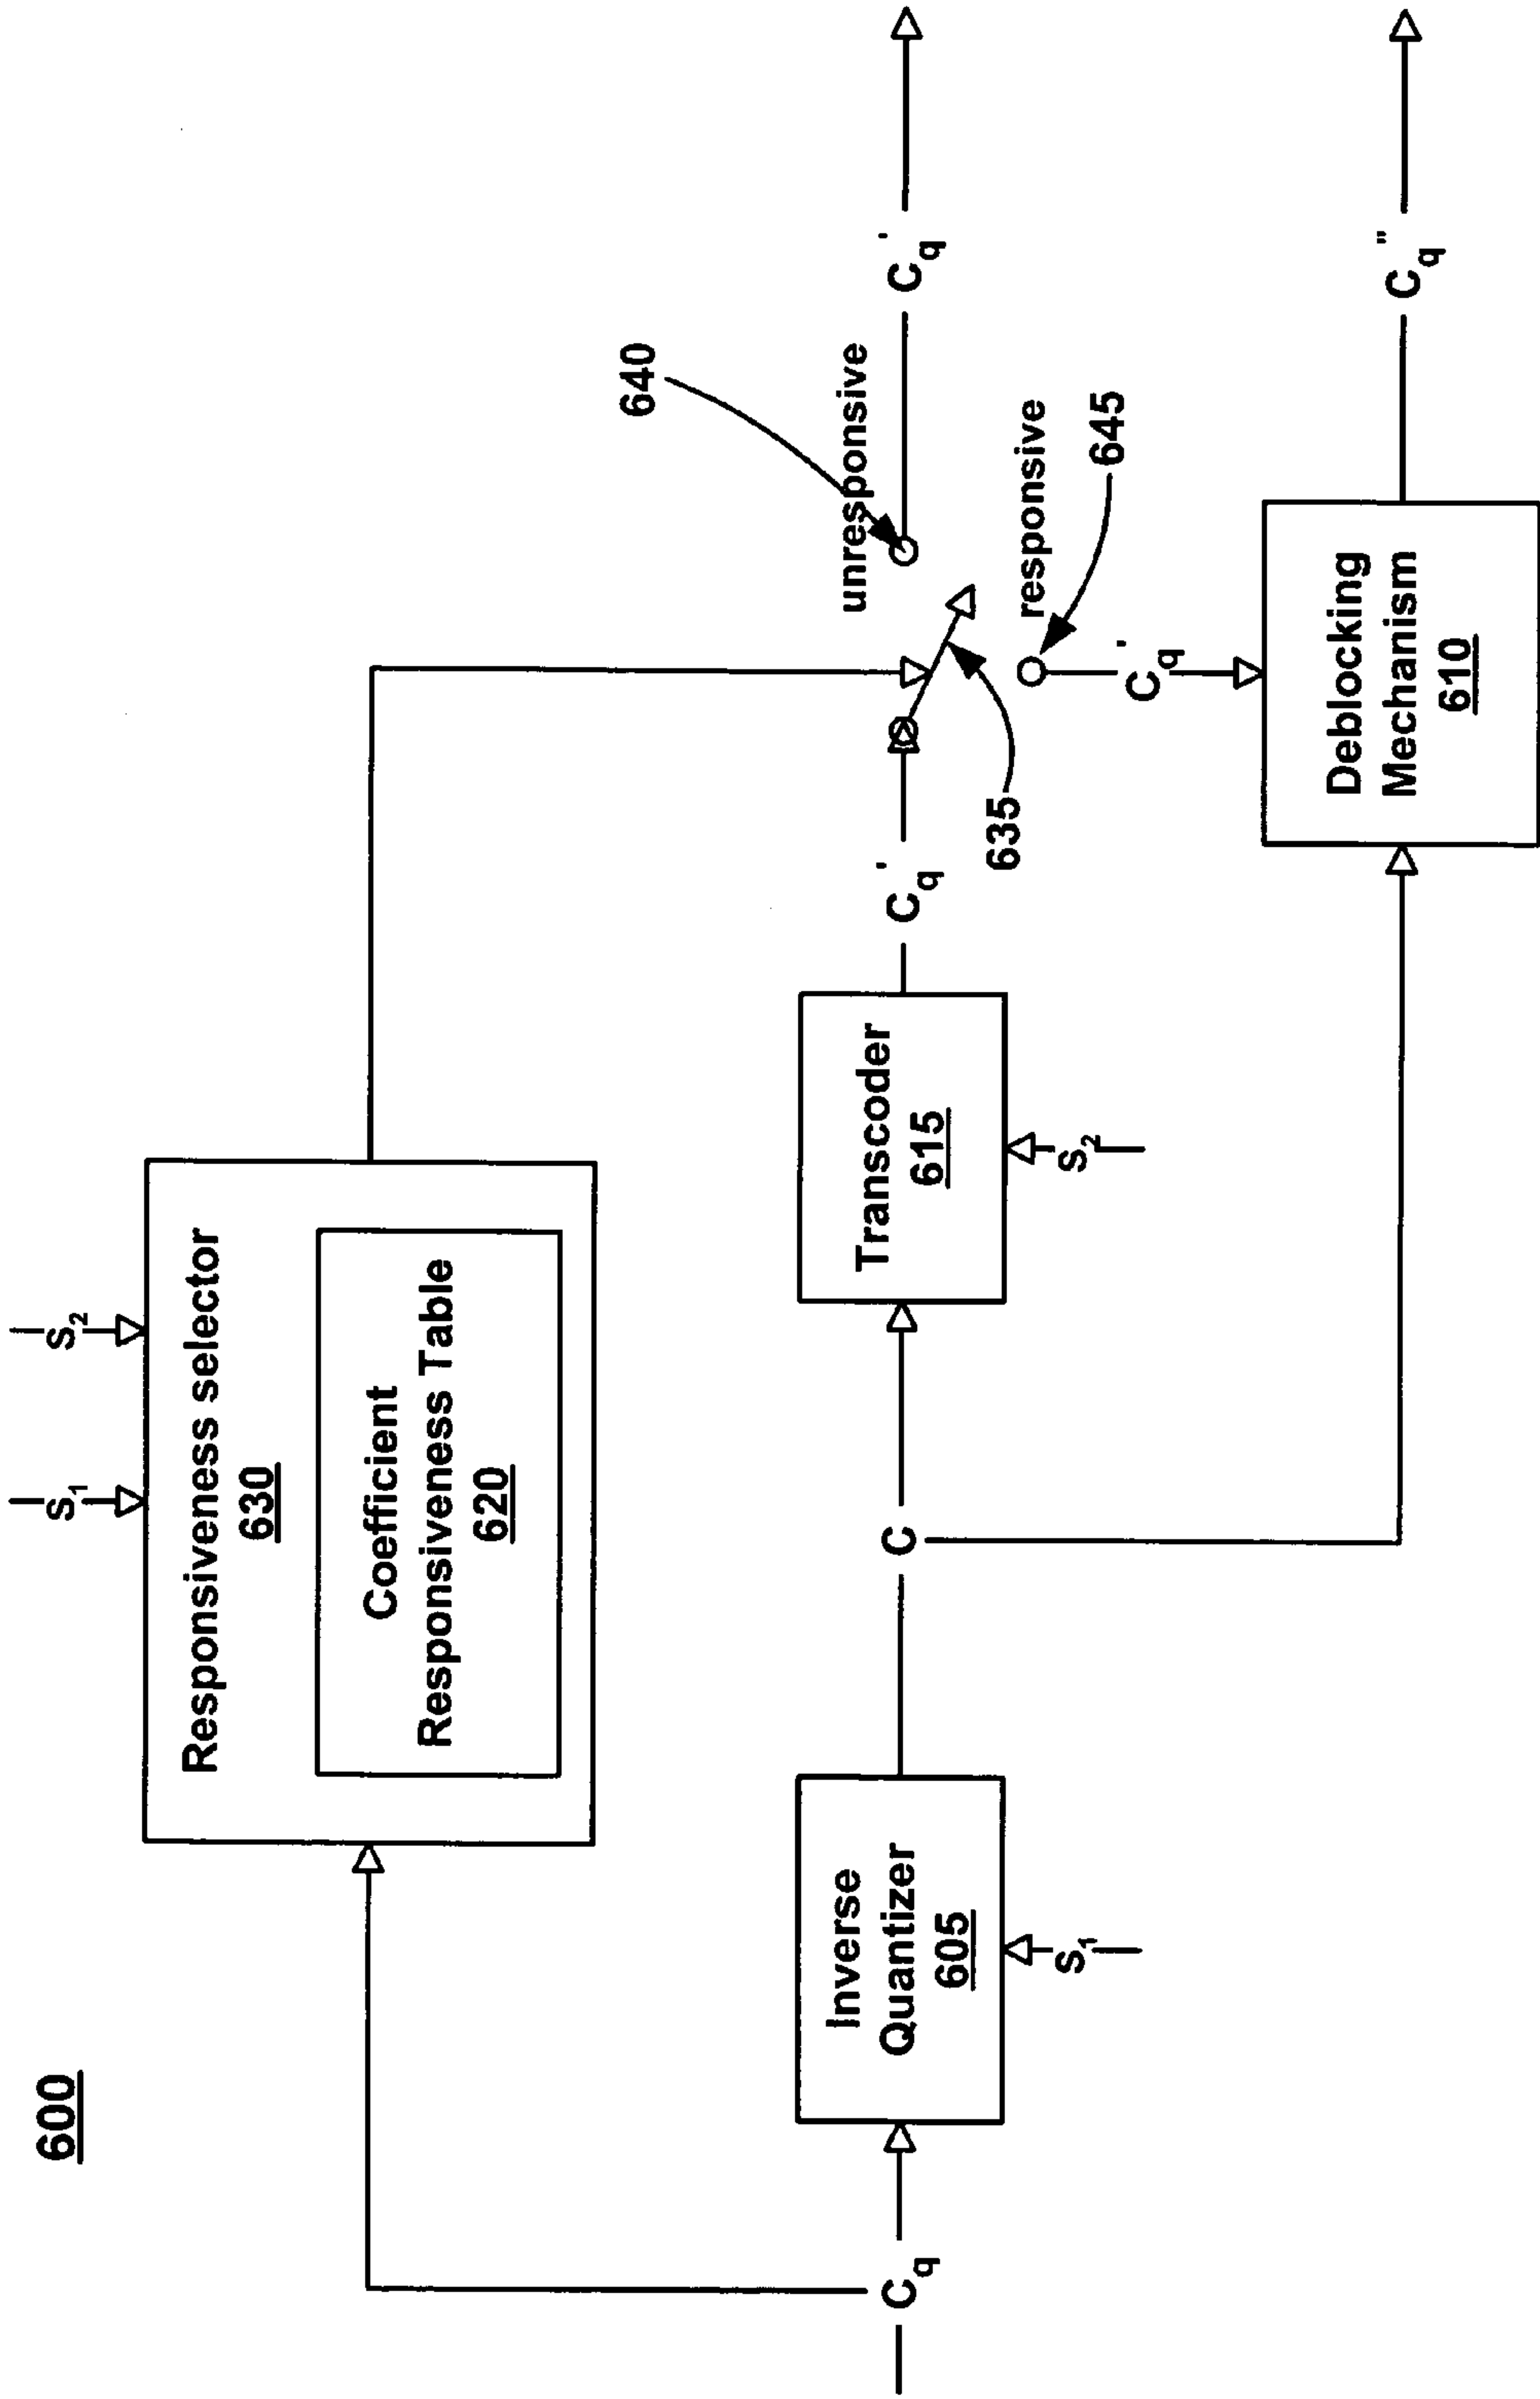 600
S1
S2
Responsiveness selector
630
Coefficient
Responsiveness Table
620
Cq
Inverse
Quantizer
605
S1
C
Transcoder
615
S2
Cq'
635
unresponsive
640
Cq'
responsive
645
Cq'
Deblocking
Mechanism
610
Cq"